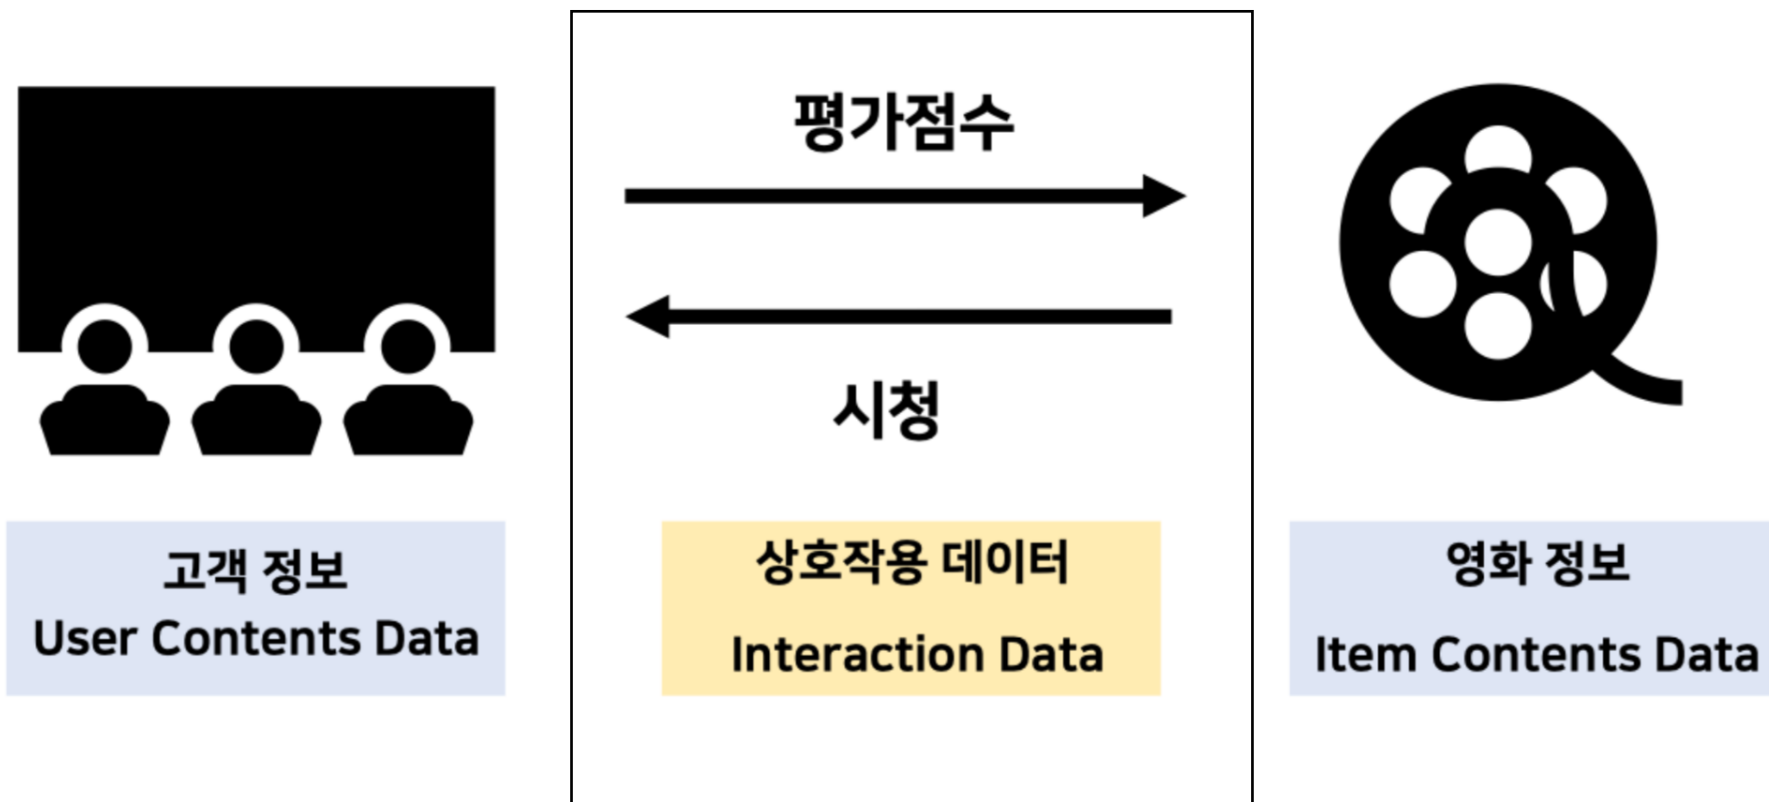 평가점수
시청
고객 정보
User Contents Data
상호작용 데이터
Interaction Data
영화 정보
Item Contents Data